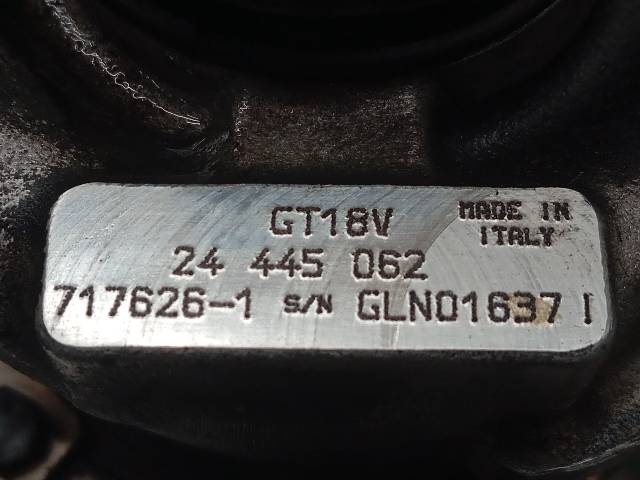 GT18V
MADE IN
ITALY
24 445 062
717626-1 S/N GLN01637 I